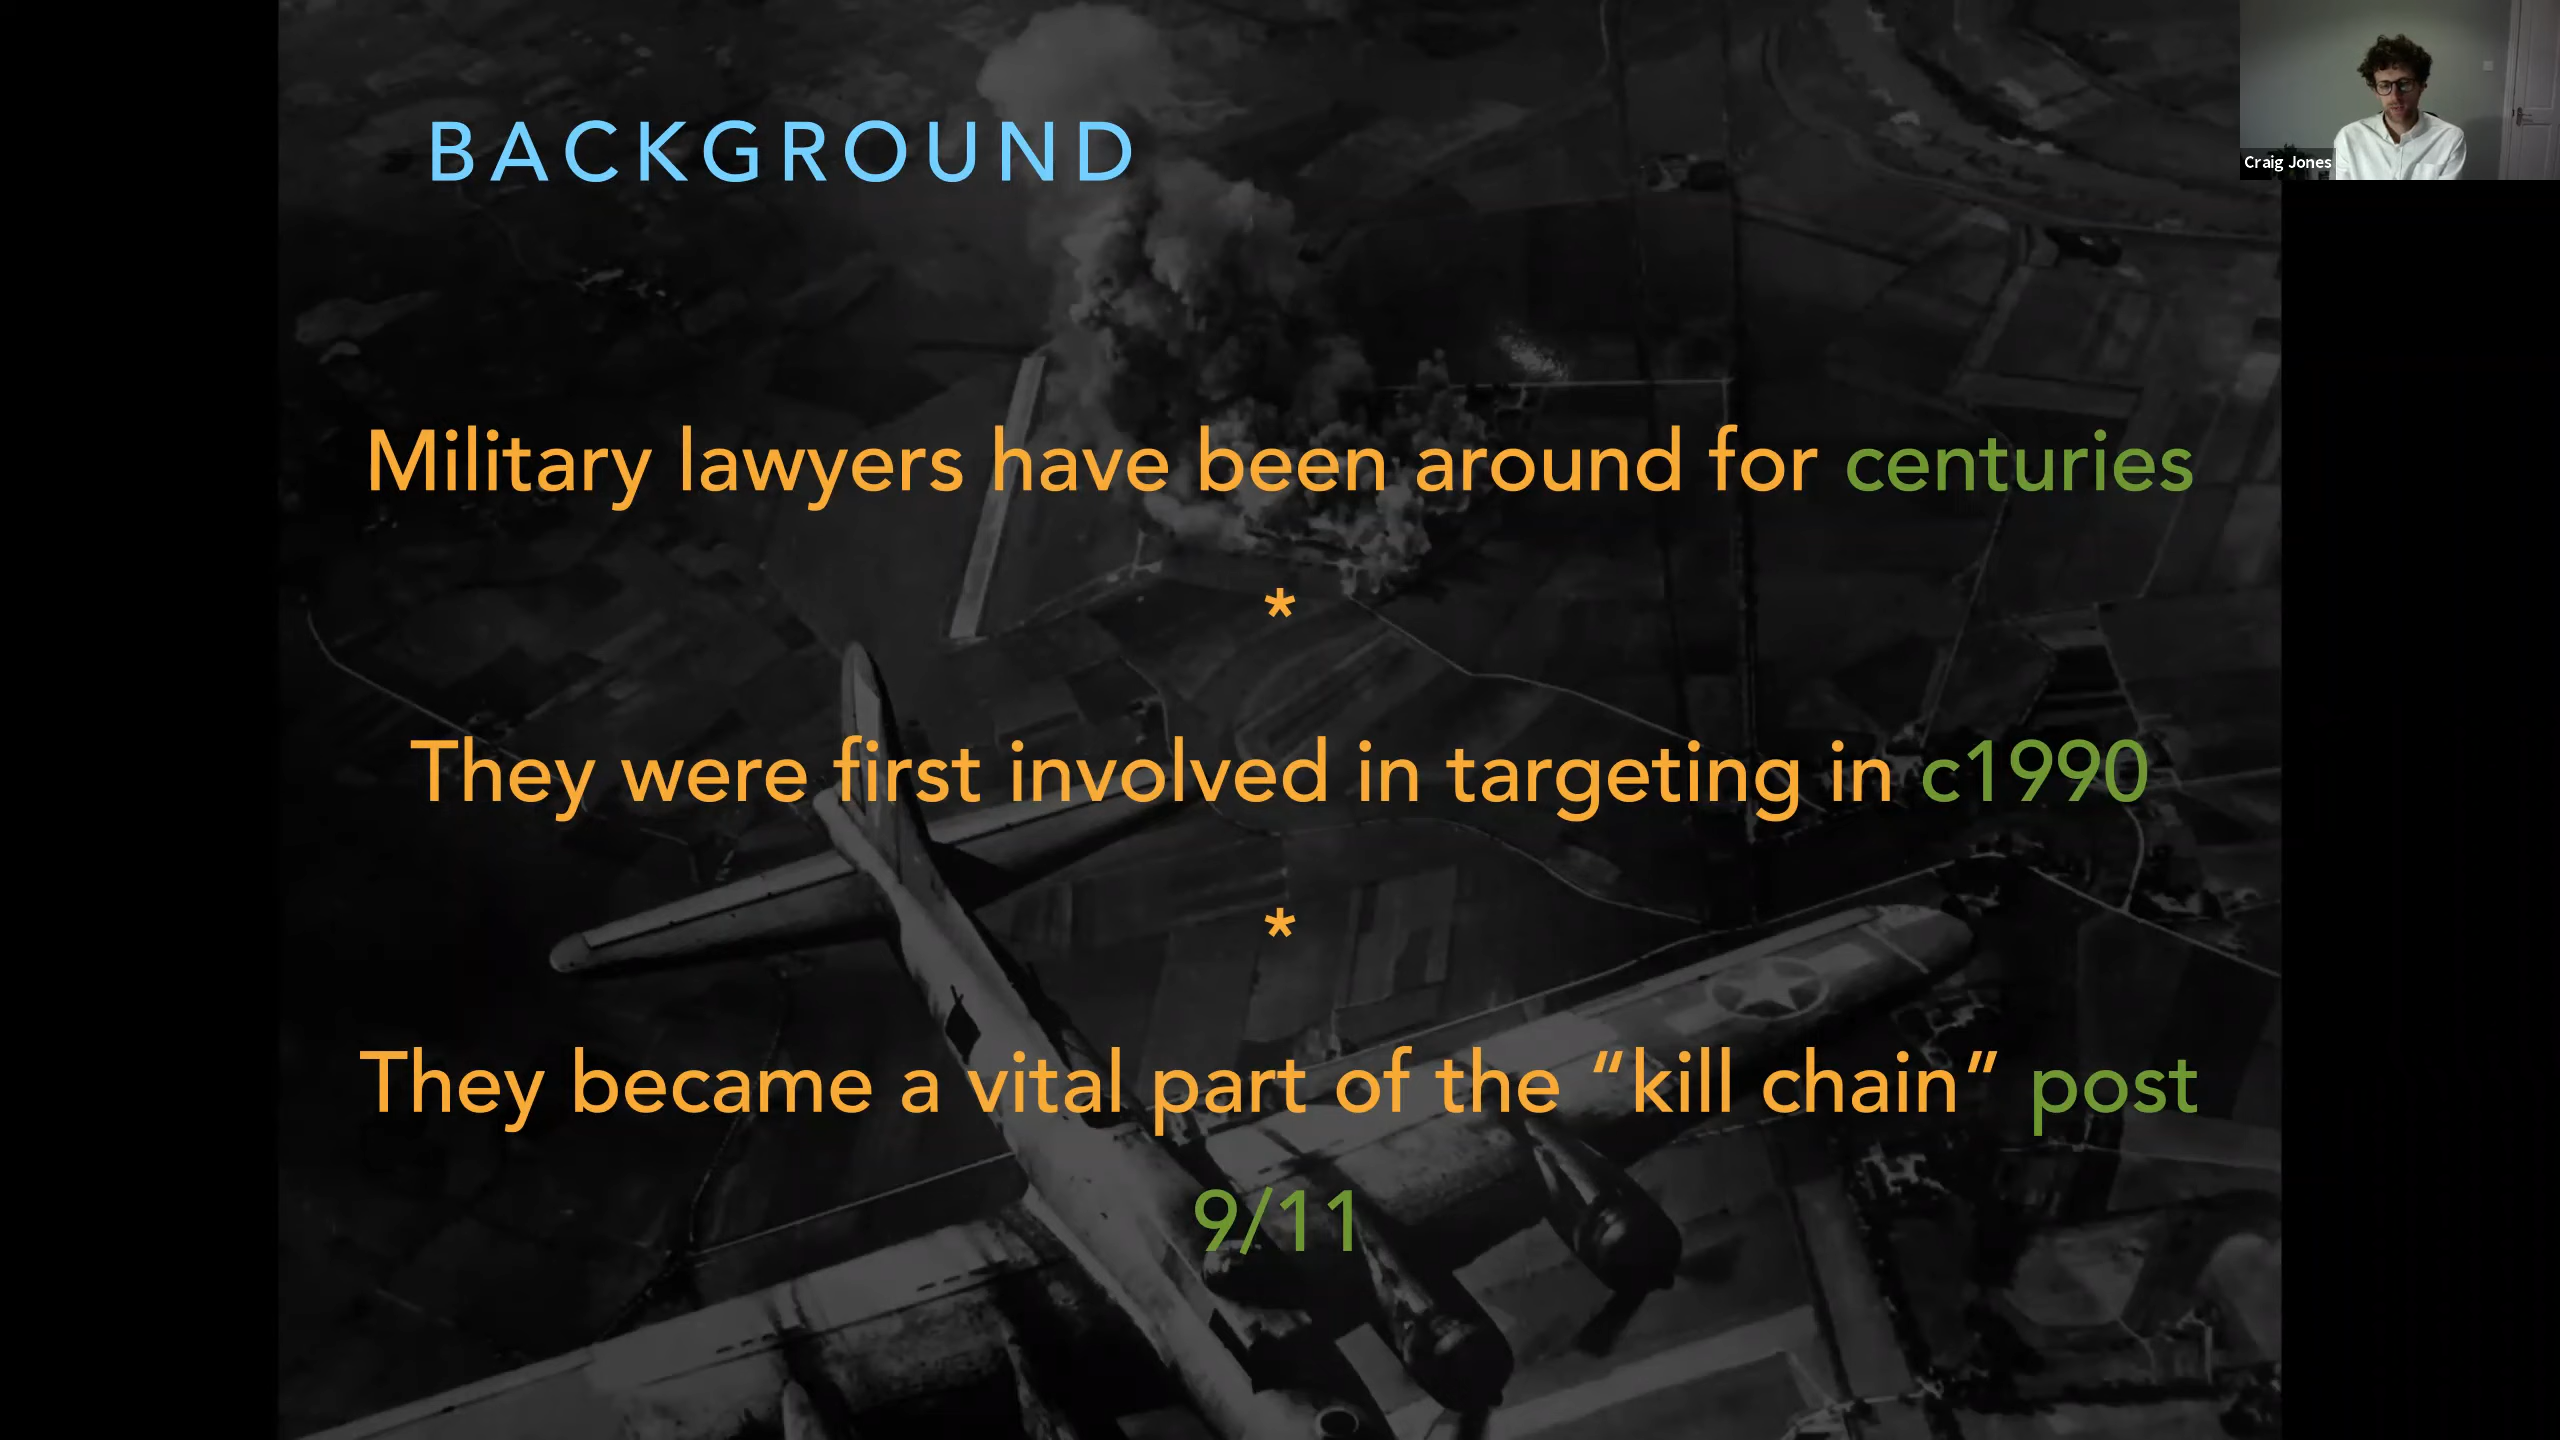 BACKGROUND
Craig Jones
Military lawyers have been around for centuries
*
They were first involved in targeting in c1990
*
They became a vital part of the “kill chain” post
9/11